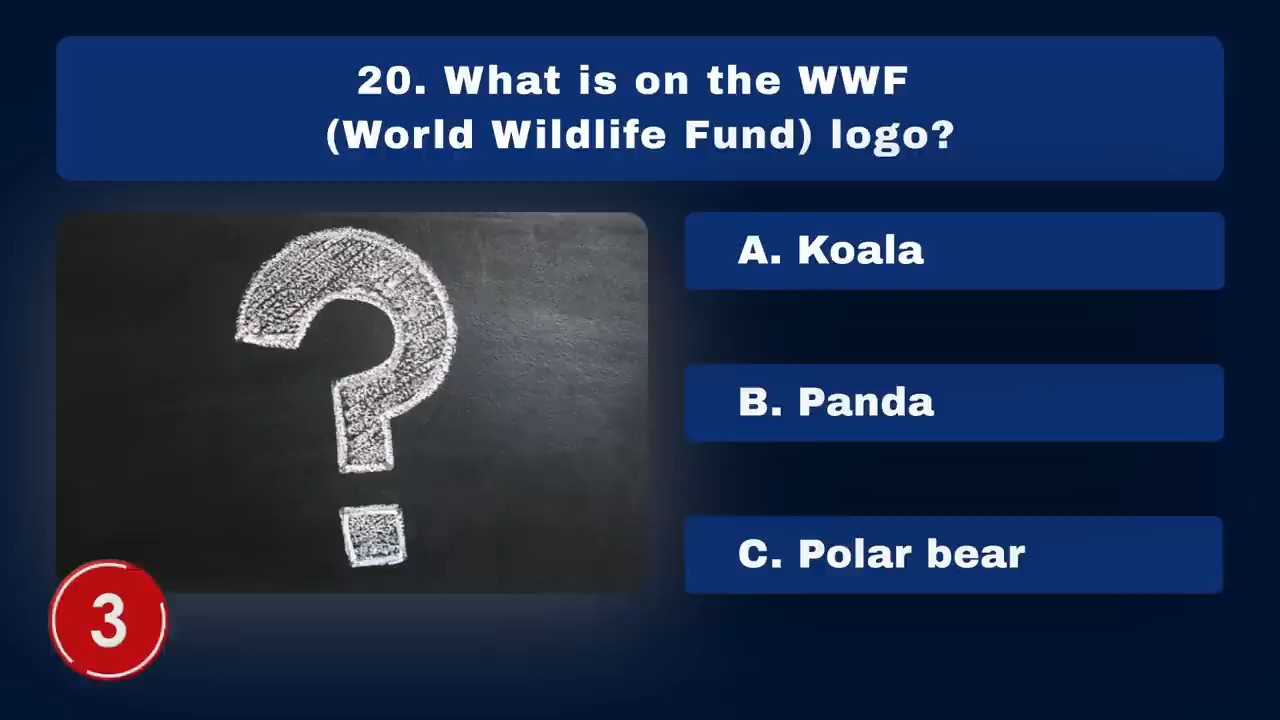 20. What is on the WWF
(World Wildlife Fund) logo?
A. Koala
B. Panda
C. Polar bear
3